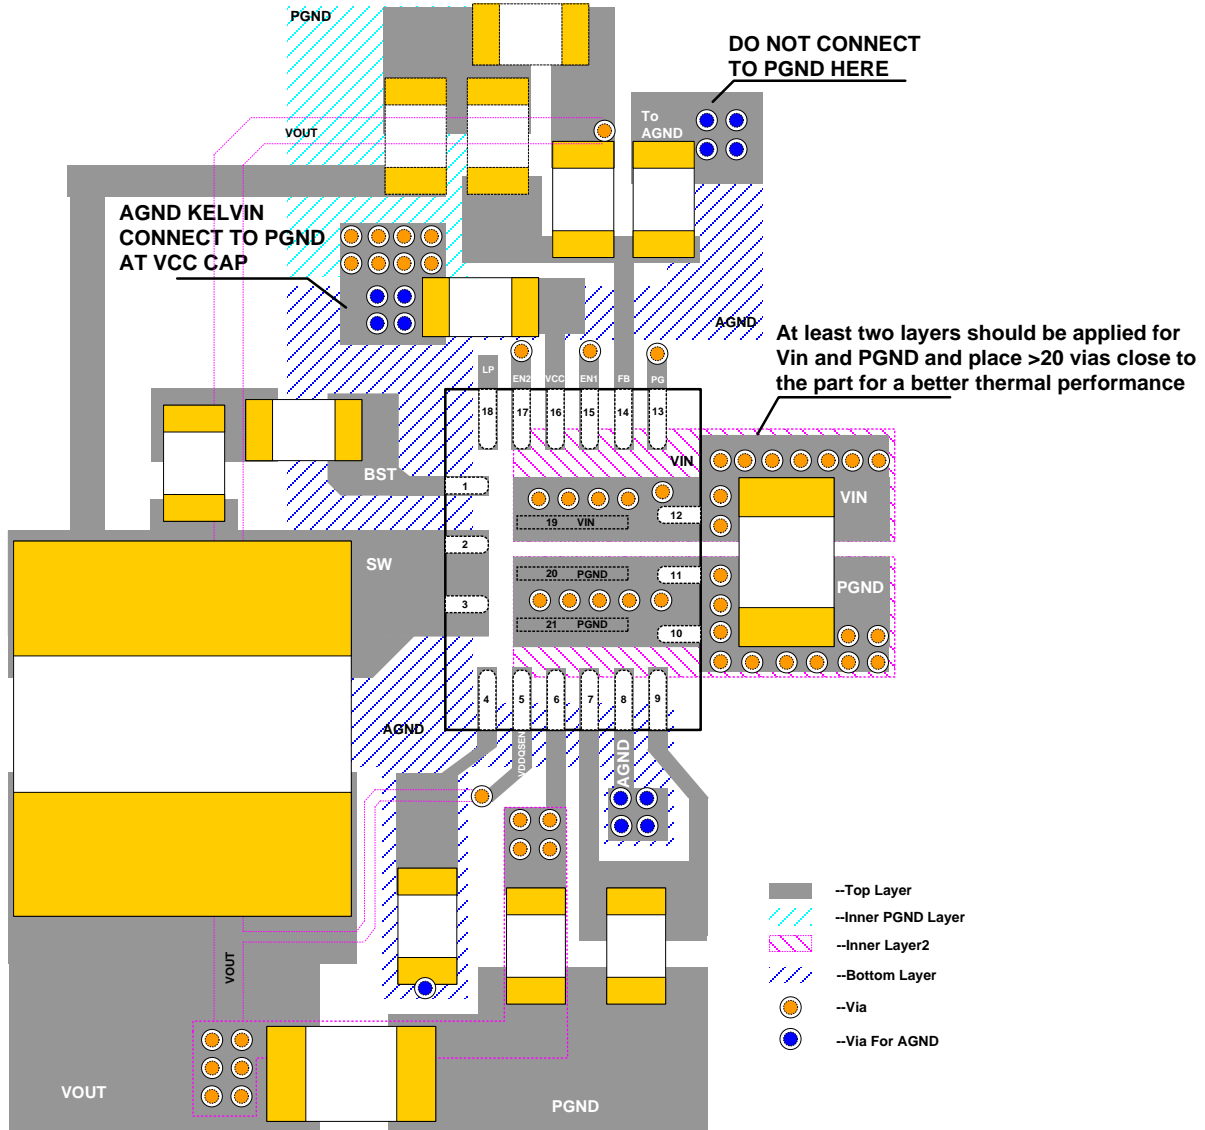 PGND
DO NOT CONNECT
TO PGND HERE
To
AGND
VOUT
AGND KELVIN
CONNECT TO PGND
AT VCC CAP
AGND
At least two layers should be applied for
Vin and PGND and place >20 vias close to
the part for a better thermal performance
LP
EN2
VCC
EN1
FB
PG
18
17
16
15
14
13
VIN
BST
1
VIN
12
19 VIN
2
SW
20 PGND
11
PGND
3
21 PGND
10
4
5
6
7
8
9
AGND
VDDQSEN
AGND
--Top Layer
--Inner PGND Layer
--Inner Layer2
--Bottom Layer
--Via
--Via For AGND
VOUT
VOUT
PGND